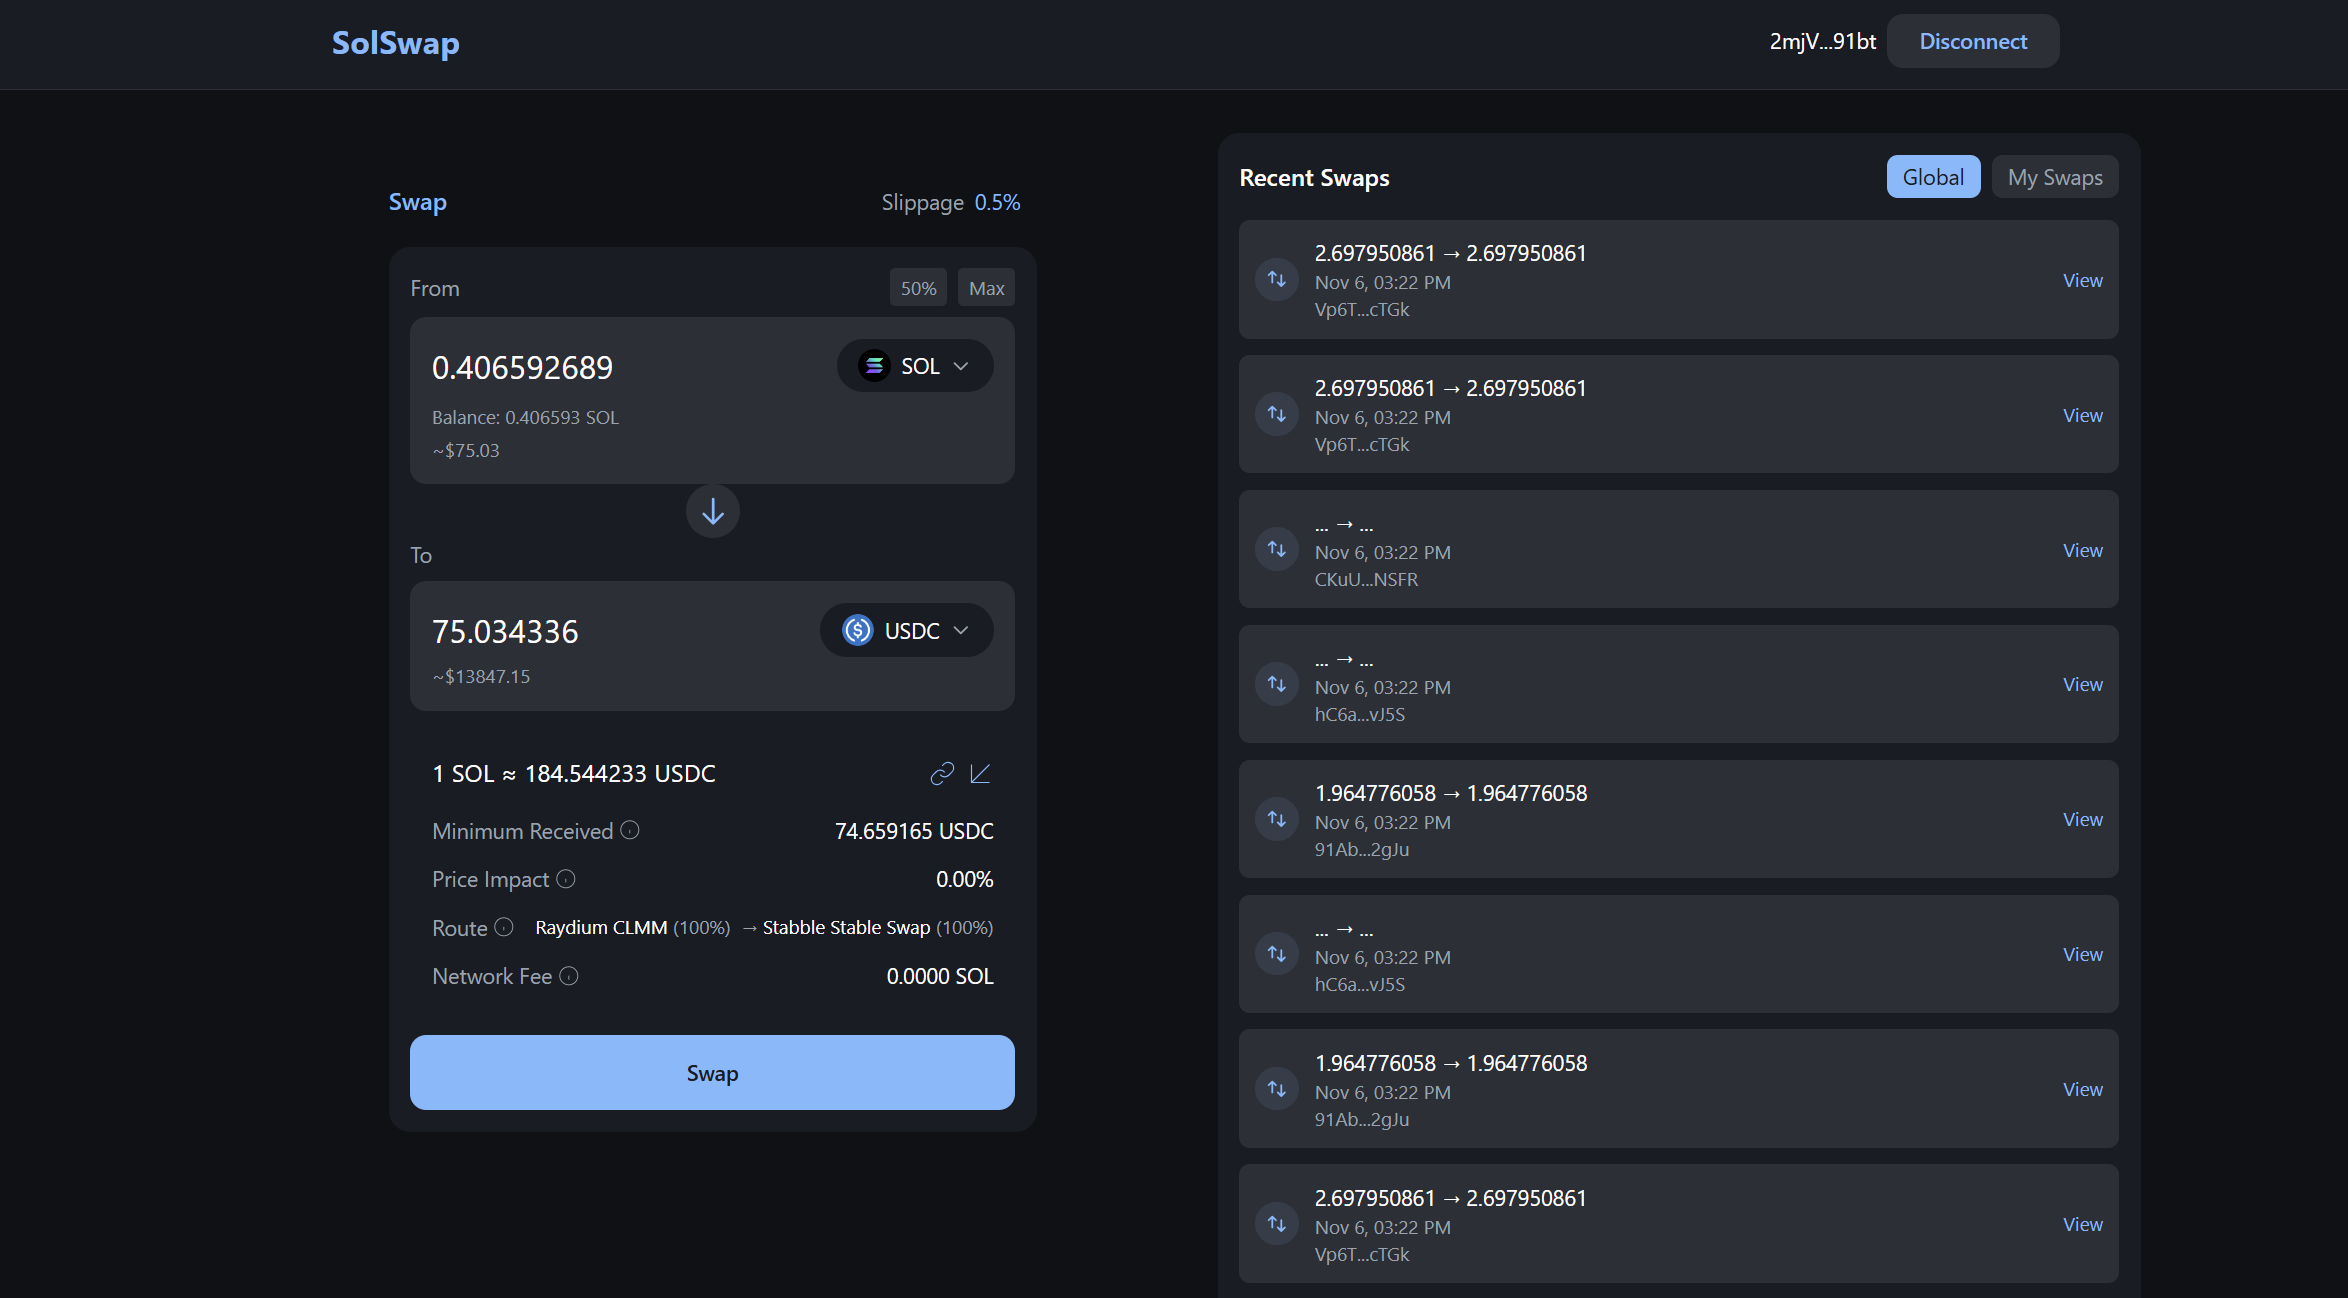 SolSwap
2mjV...91bt Disconnect
Swap Slippage 0.5%
From 50% Max
0.406592689 SOL
Balance: 0.406593 SOL
~$75.03
To
75.034336 USDC
~$13847.15
1 SOL ≈ 184.544233 USDC
Minimum Received 74.659165 USDC
Price Impact 0.00%
Route Raydium CLMM (100%) → Stabble Stable Swap (100%)
Network Fee 0.0000 SOL
Swap
Recent Swaps Global My Swaps
2.697950861 → 2.697950861
Nov 6, 03:22 PM View
Vp6T...cTGk
2.697950861 → 2.697950861
Nov 6, 03:22 PM View
Vp6T...cTGk
... → ...
Nov 6, 03:22 PM View
CKuU...NSFR
... → ...
Nov 6, 03:22 PM View
hC6a...vJ5S
1.964776058 → 1.964776058
Nov 6, 03:22 PM View
91Ab...2gJu
... → ...
Nov 6, 03:22 PM View
hC6a...vJ5S
1.964776058 → 1.964776058
Nov 6, 03:22 PM View
91Ab...2gJu
2.697950861 → 2.697950861
Nov 6, 03:22 PM View
Vp6T...cTGk